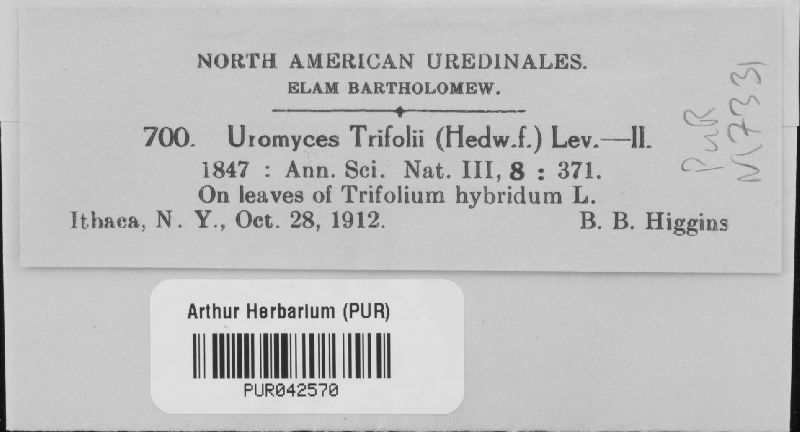 NORTH AMERICAN UREDINALES.
ELAM BARTHOLOMEW.
700. Uromyces Trifolii (Hedw.f.) Lev.—II.
1847 : Ann. Sci. Nat. III, 8 : 371.
On leaves of Trifolium hybridum L.
Ithaca, N. Y., Oct. 28, 1912. B. B. Higgins
PUR
N7331
Arthur Herbarium (PUR)
PUR042570